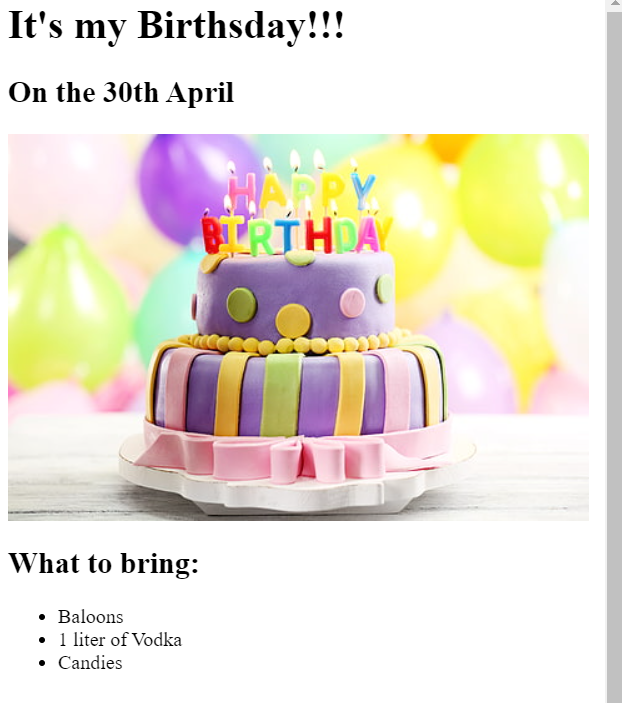 It's my Birthsday!!!
On the 30th April
HAPPY
BIRTHDAY
What to bring:
Baloons
1 liter of Vodka
Candies